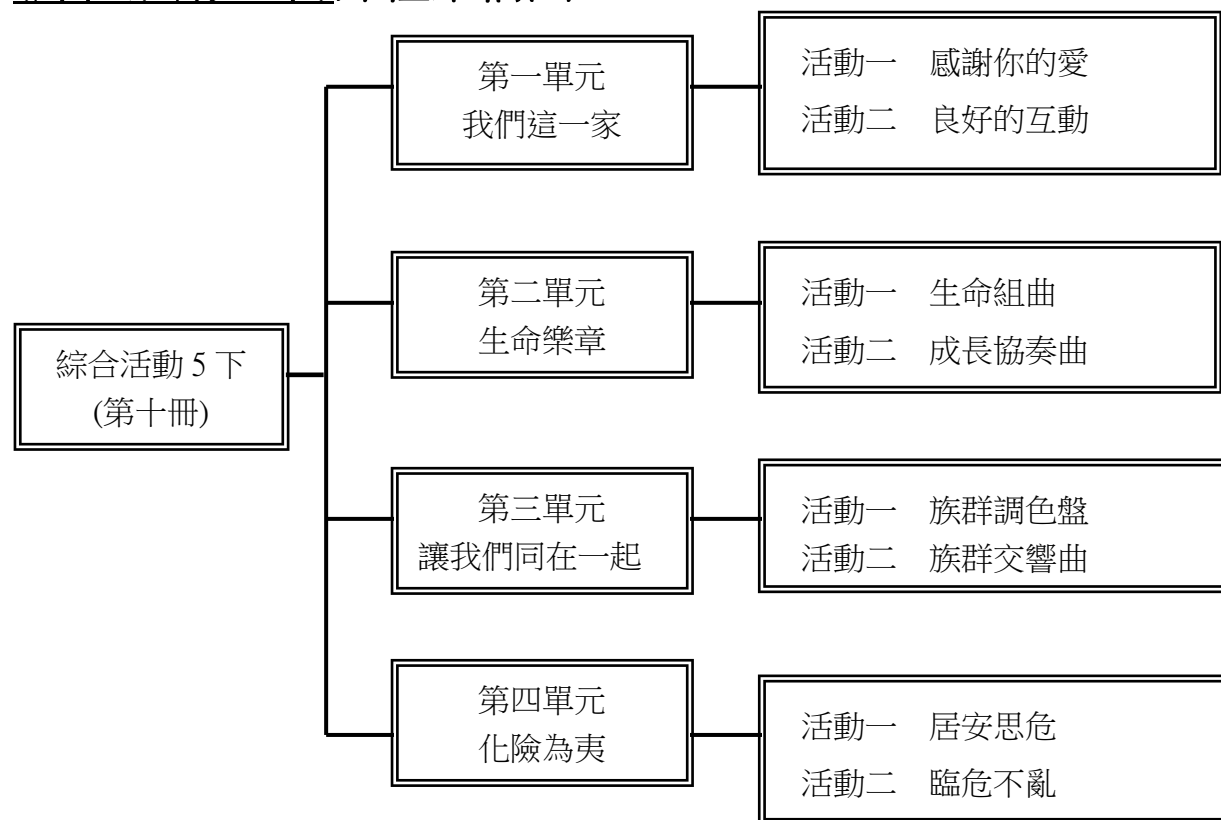 綜合活動 5 下
(第十冊)
第一單元
我們這一家
活動一　感謝你的愛
活動二　良好的互動
第二單元
生命樂章
活動一　生命組曲
活動二　成長協奏曲
第三單元
讓我們同在一起
活動一　族群調色盤
活動二　族群交響曲
第四單元
化險為夷
活動一　居安思危
活動二　臨危不亂